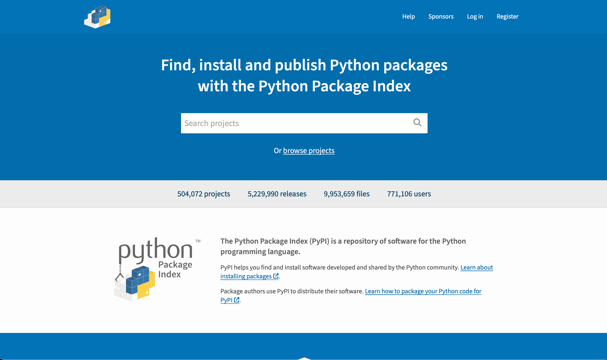 Help Sponsors Log in Register
Find, install and publish Python packages
with the Python Package Index
Search projects
Or browse projects
504,072 projects 5,229,990 releases 9,953,659 files 771,106 users
python™
Package
Index
The Python Package Index (PyPI) is a repository of software for the Python
programming language.
PyPI helps you find and install software developed and shared by the Python community. Learn about
installing packages.
Package authors use PyPI to distribute their software. Learn how to package your Python code for
PyPI.